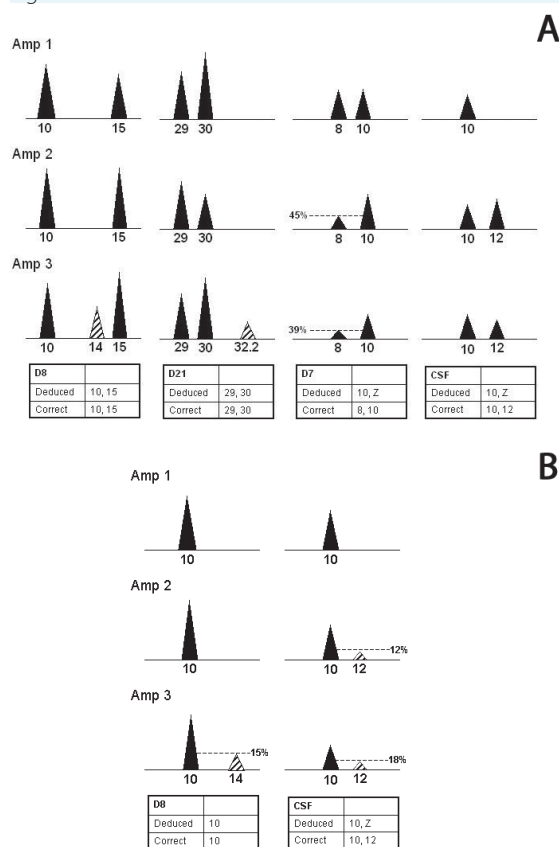 A
Amp 1
10 15 29 30 8 10 10
Amp 2
45%
10 15 29 30 8 10 10 12
Amp 3
39%
10 14 15 29 30 32.2 8 10 10 12
D8 D21 D7 CSF
Deduced 10, 15 Deduced 29, 30 Deduced 10, Z Deduced 10, Z
Correct 10, 15 Correct 29, 30 Correct 8, 10 Correct 10, 12
B
Amp 1
10 10
Amp 2
12%
10 10 12
Amp 3
15% 18%
10 14 10 12
D8 CSF
Deduced 10 Deduced 10, Z
Correct 10 Correct 10, 12